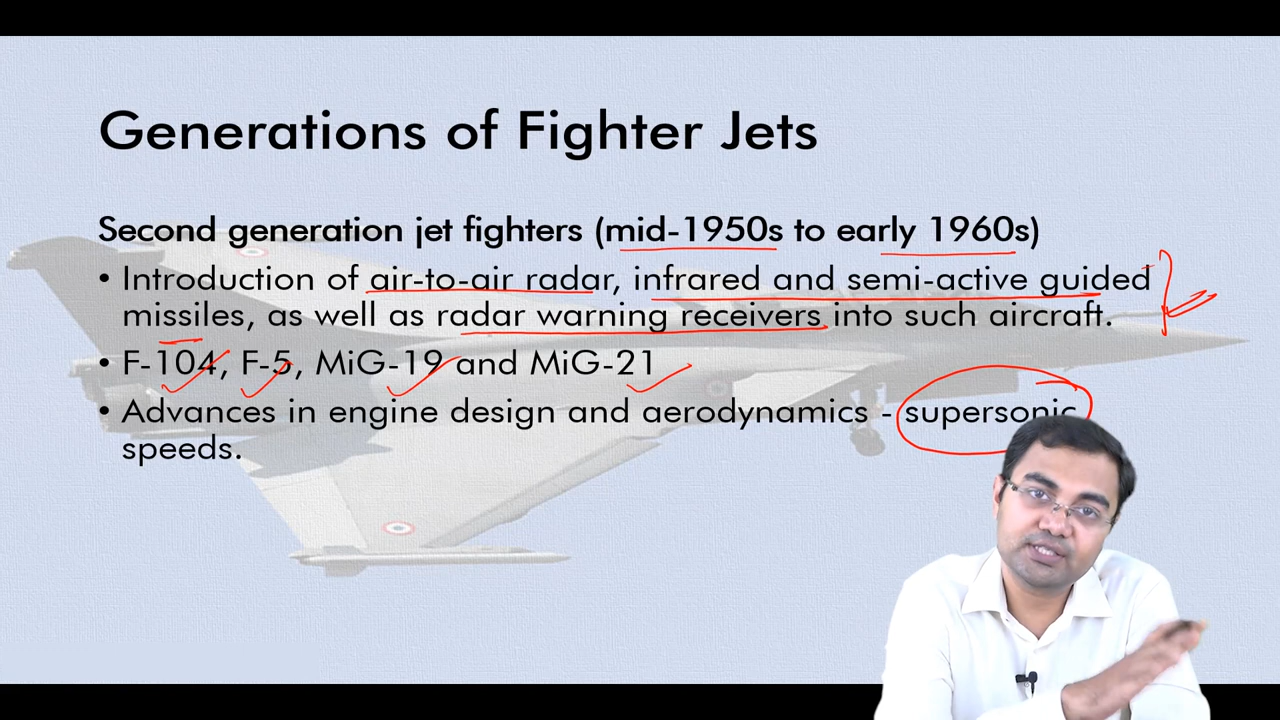 Generations of Fighter Jets
Second generation jet fighters (mid-1950s to early 1960s)
• Introduction of air-to-air radar, infrared and semi-active guided
missiles, as well as radar warning receivers into such aircraft.
• F-104, F-5, MiG-19 and MiG-21
• Advances in engine design and aerodynamics - supersonic
speeds.